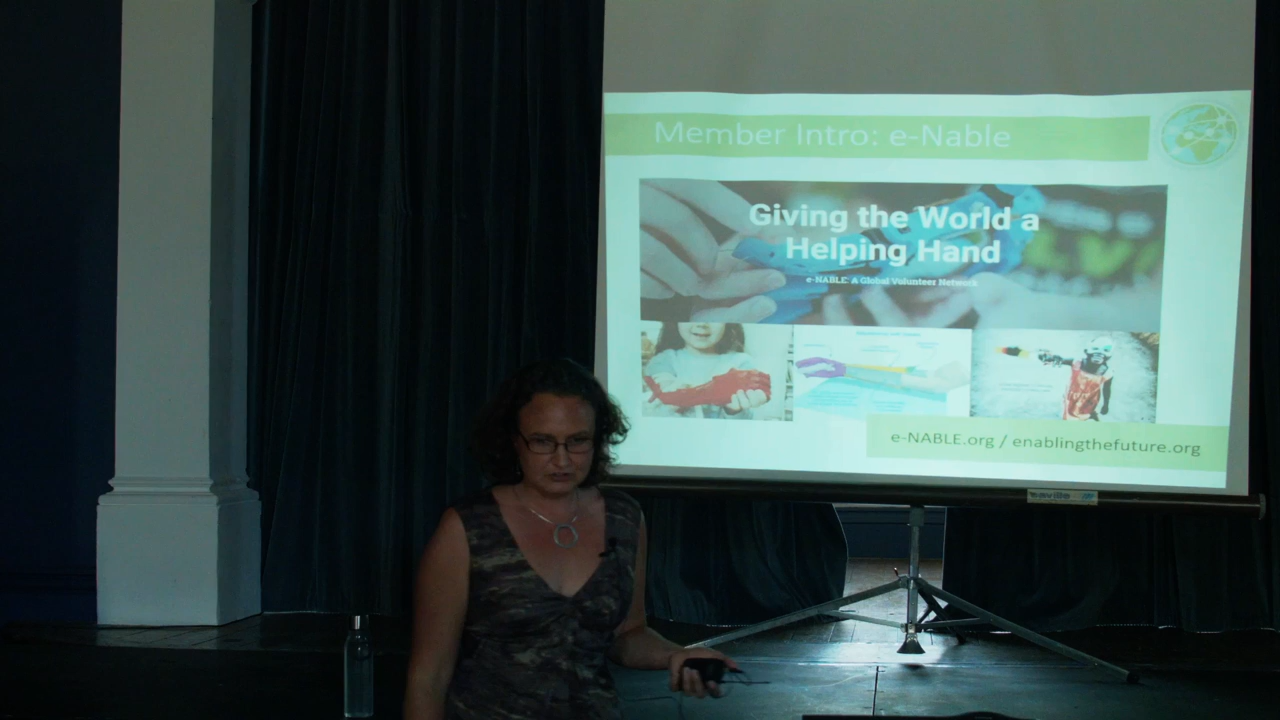 Member Intro: e-Nable
Giving the World a
Helping Hand
e-NABLE: A Global Volunteer Network
e-NABLE.org / enablingthefuture.org